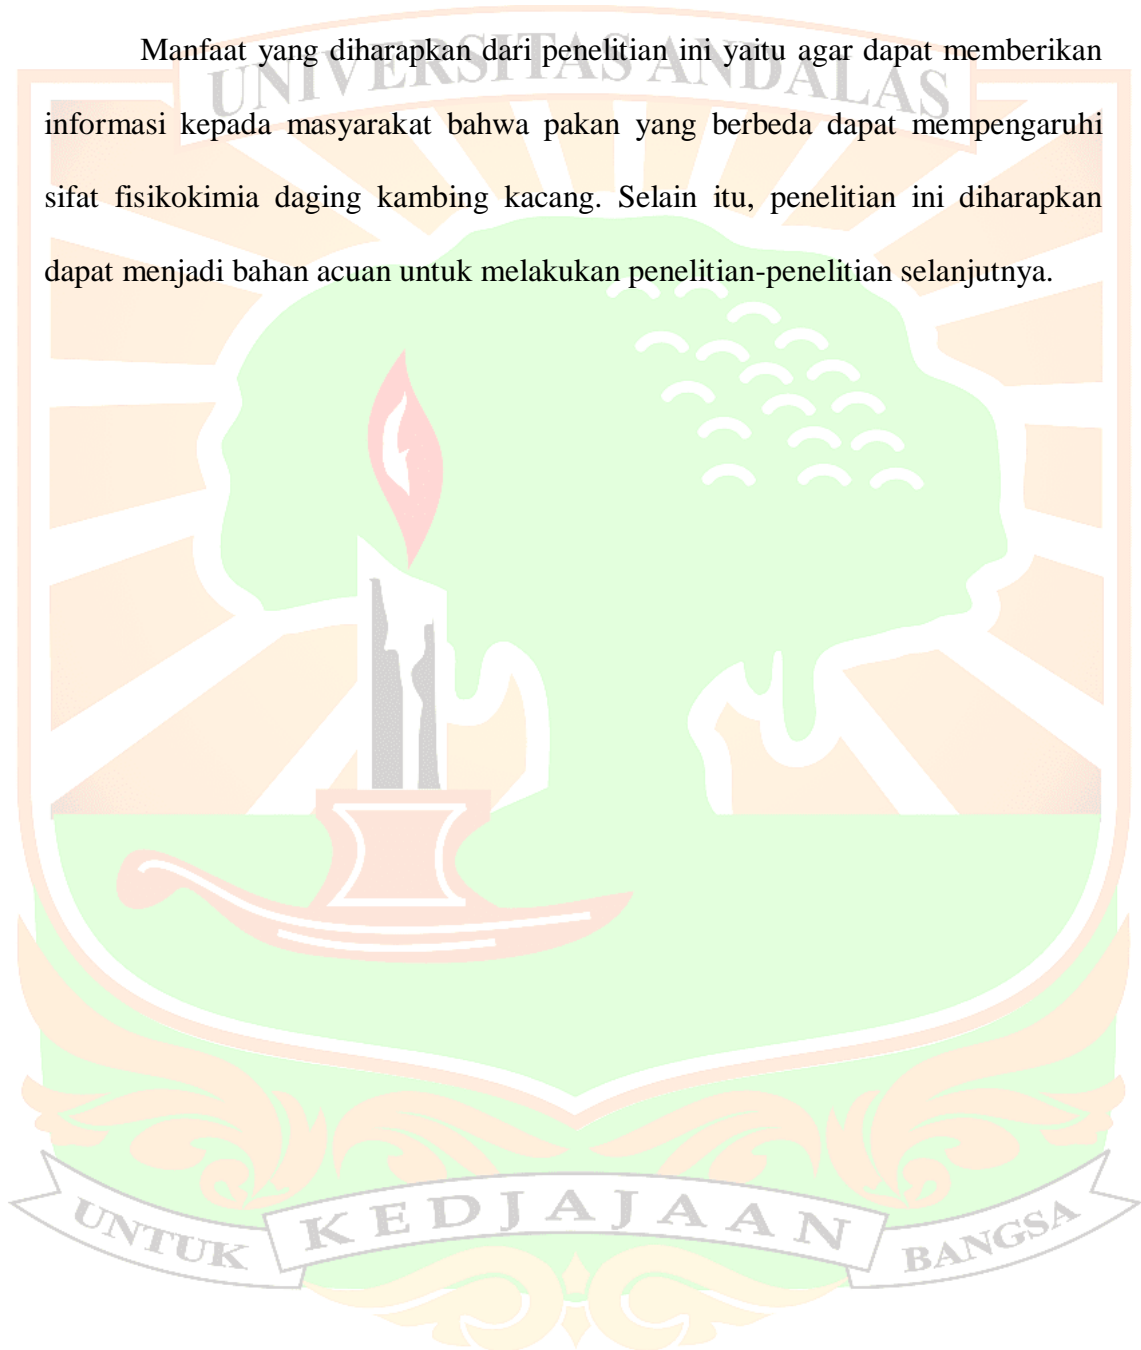 UNIVERSITAS ANDALAS
Manfaat yang diharapkan dari penelitian ini yaitu agar dapat memberikan
informasi kepada masyarakat bahwa pakan yang berbeda dapat mempengaruhi
sifat fisikokimia daging kambing kacang. Selain itu, penelitian ini diharapkan
dapat menjadi bahan acuan untuk melakukan penelitian-penelitian selanjutnya.
UNTUK KEDJAJAAN BANGSA